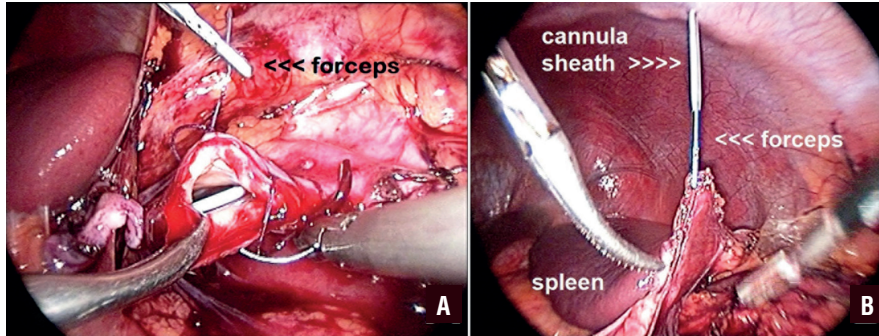 <<< forceps
A
cannula
sheath >>>>
<<< forceps
spleen
B